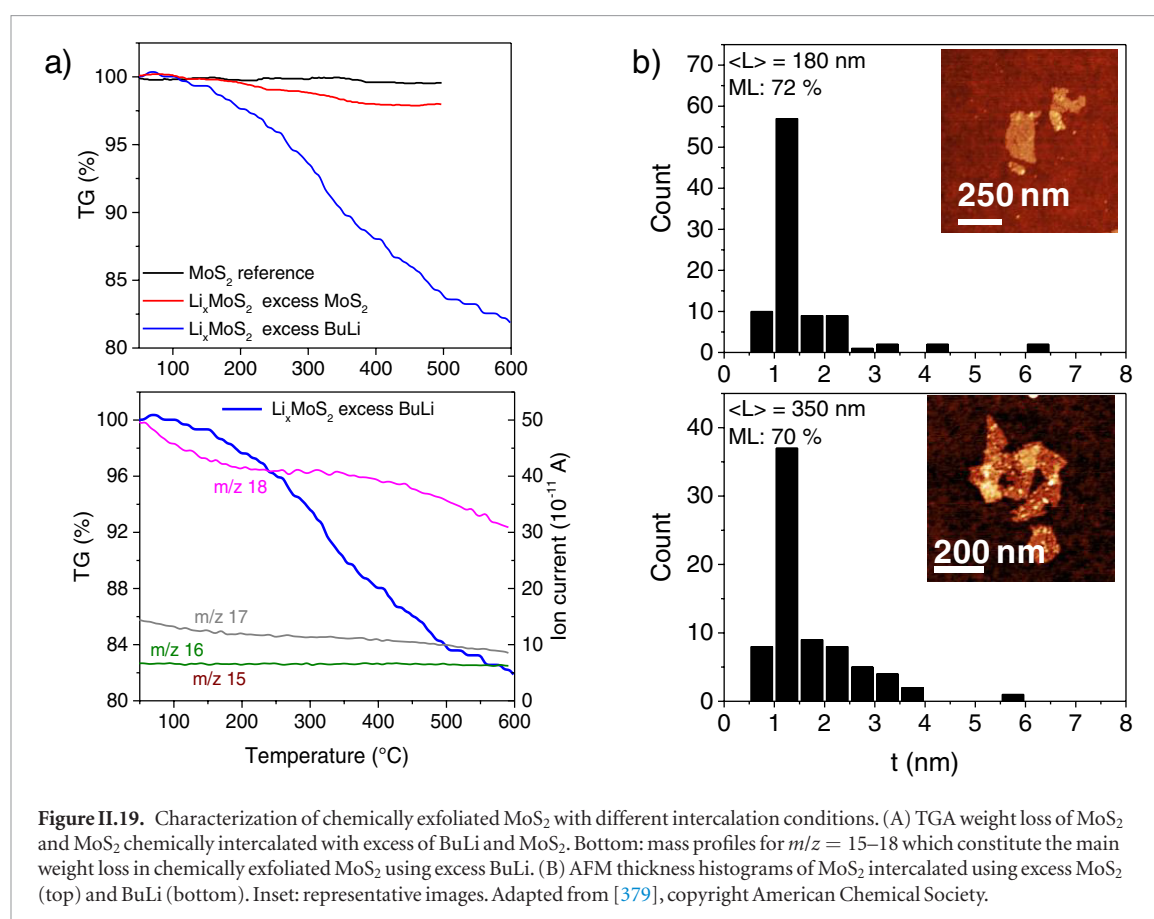 a)
100
95
90
85
80
TG (%)
MoS₂ reference
LiₓMoS₂ excess MoS₂
LiₓMoS₂ excess BuLi
100 200 300 400 500 600
100
96
92
88
84
80
TG (%)
LiₓMoS₂ excess BuLi
m/z 18
m/z 17
m/z 16
m/z 15
50
40
30
20
10
0
Ion current (10⁻¹¹ A)
100 200 300 400 500 600
Temperature (°C)
b)
70
60
50
40
30
20
10
0
Count
<L> = 180 nm
ML: 72 %
250 nm
0 1 2 3 4 5 6 7 8
40
30
20
10
0
Count
<L> = 350 nm
ML: 70 %
200 nm
0 1 2 3 4 5 6 7 8
t (nm)
Figure II.19. Characterization of chemically exfoliated MoS₂ with different intercalation conditions. (A) TGA weight loss of MoS₂
and MoS₂ chemically intercalated with excess of BuLi and MoS₂. Bottom: mass profiles for m/z = 15–18 which constitute the main
weight loss in chemically exfoliated MoS₂ using excess BuLi. (B) AFM thickness histograms of MoS₂ intercalated using excess MoS₂
(top) and BuLi (bottom). Inset: representative images. Adapted from [379], copyright American Chemical Society.